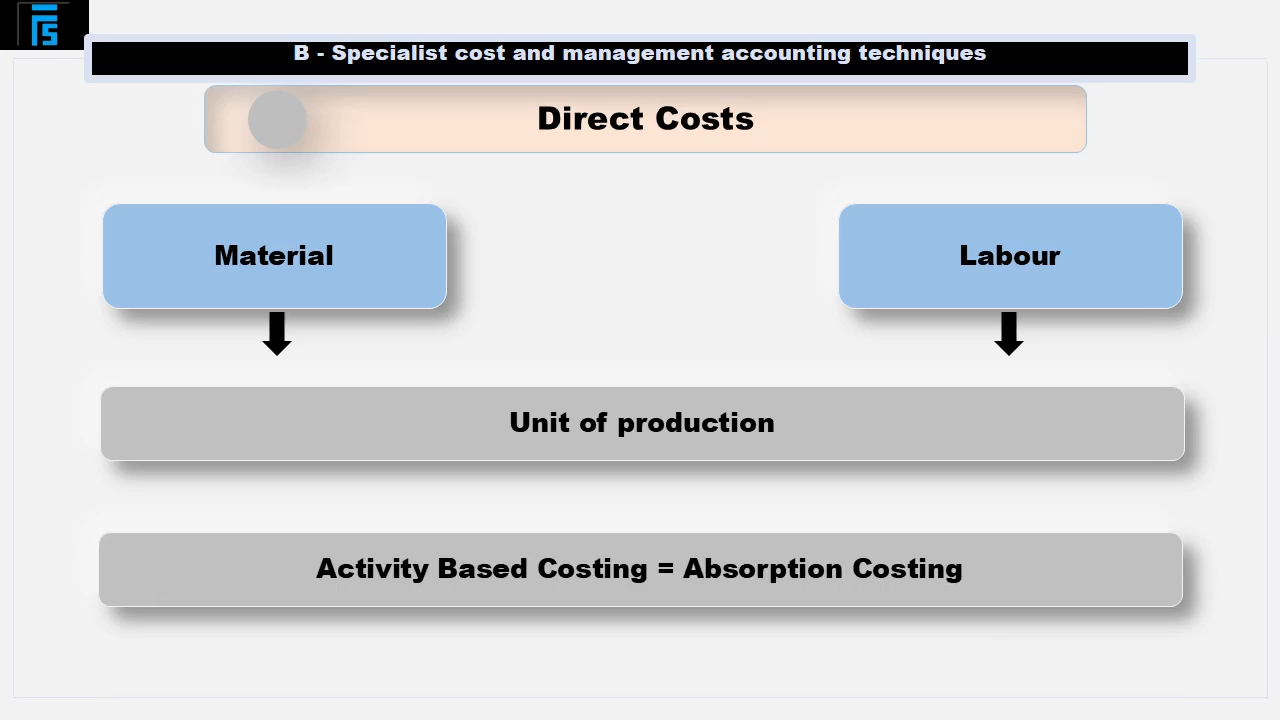 B - Specialist cost and management accounting techniques
Direct Costs
Material
Labour
Unit of production
Activity Based Costing = Absorption Costing